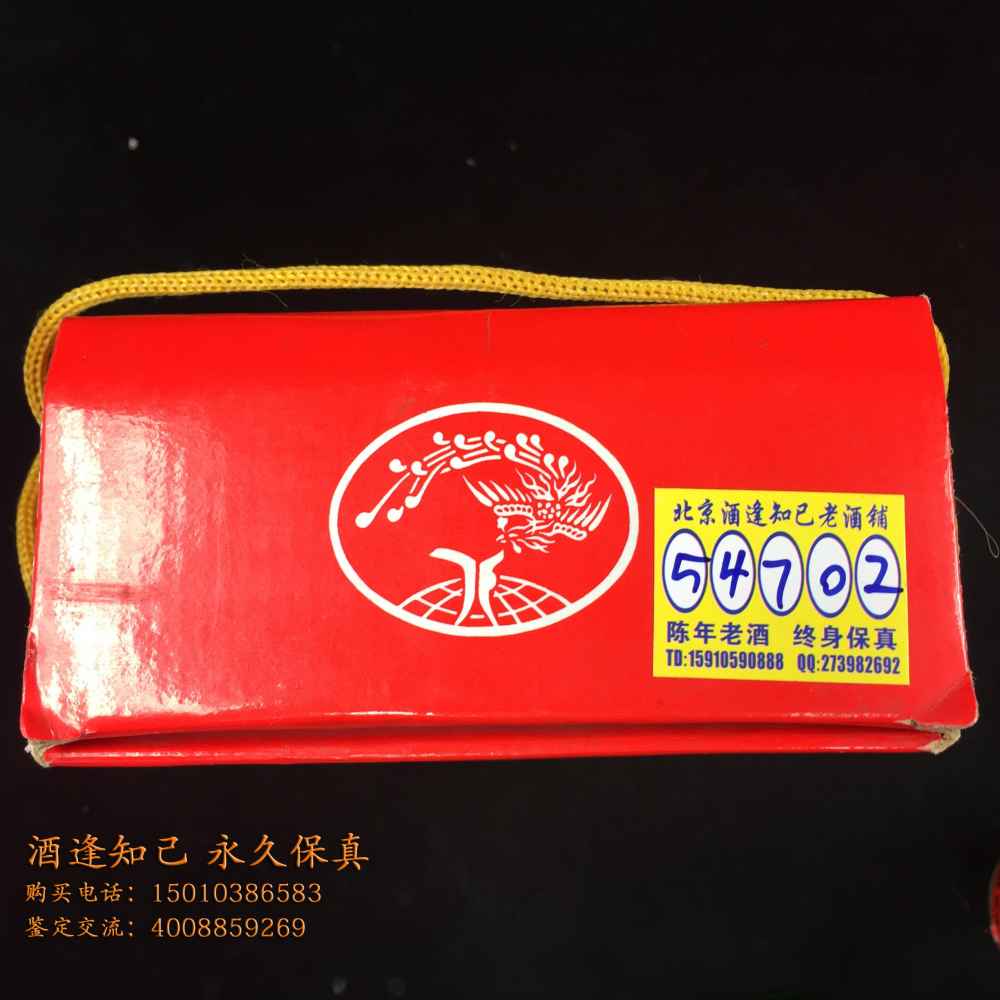 北京酒逢知己老酒铺
54702
陈年老酒 终身保真
TD:15910590888 QQ:273982692
酒逢知己 永久保真
购买电话：15010386583
鉴定交流：4008859269